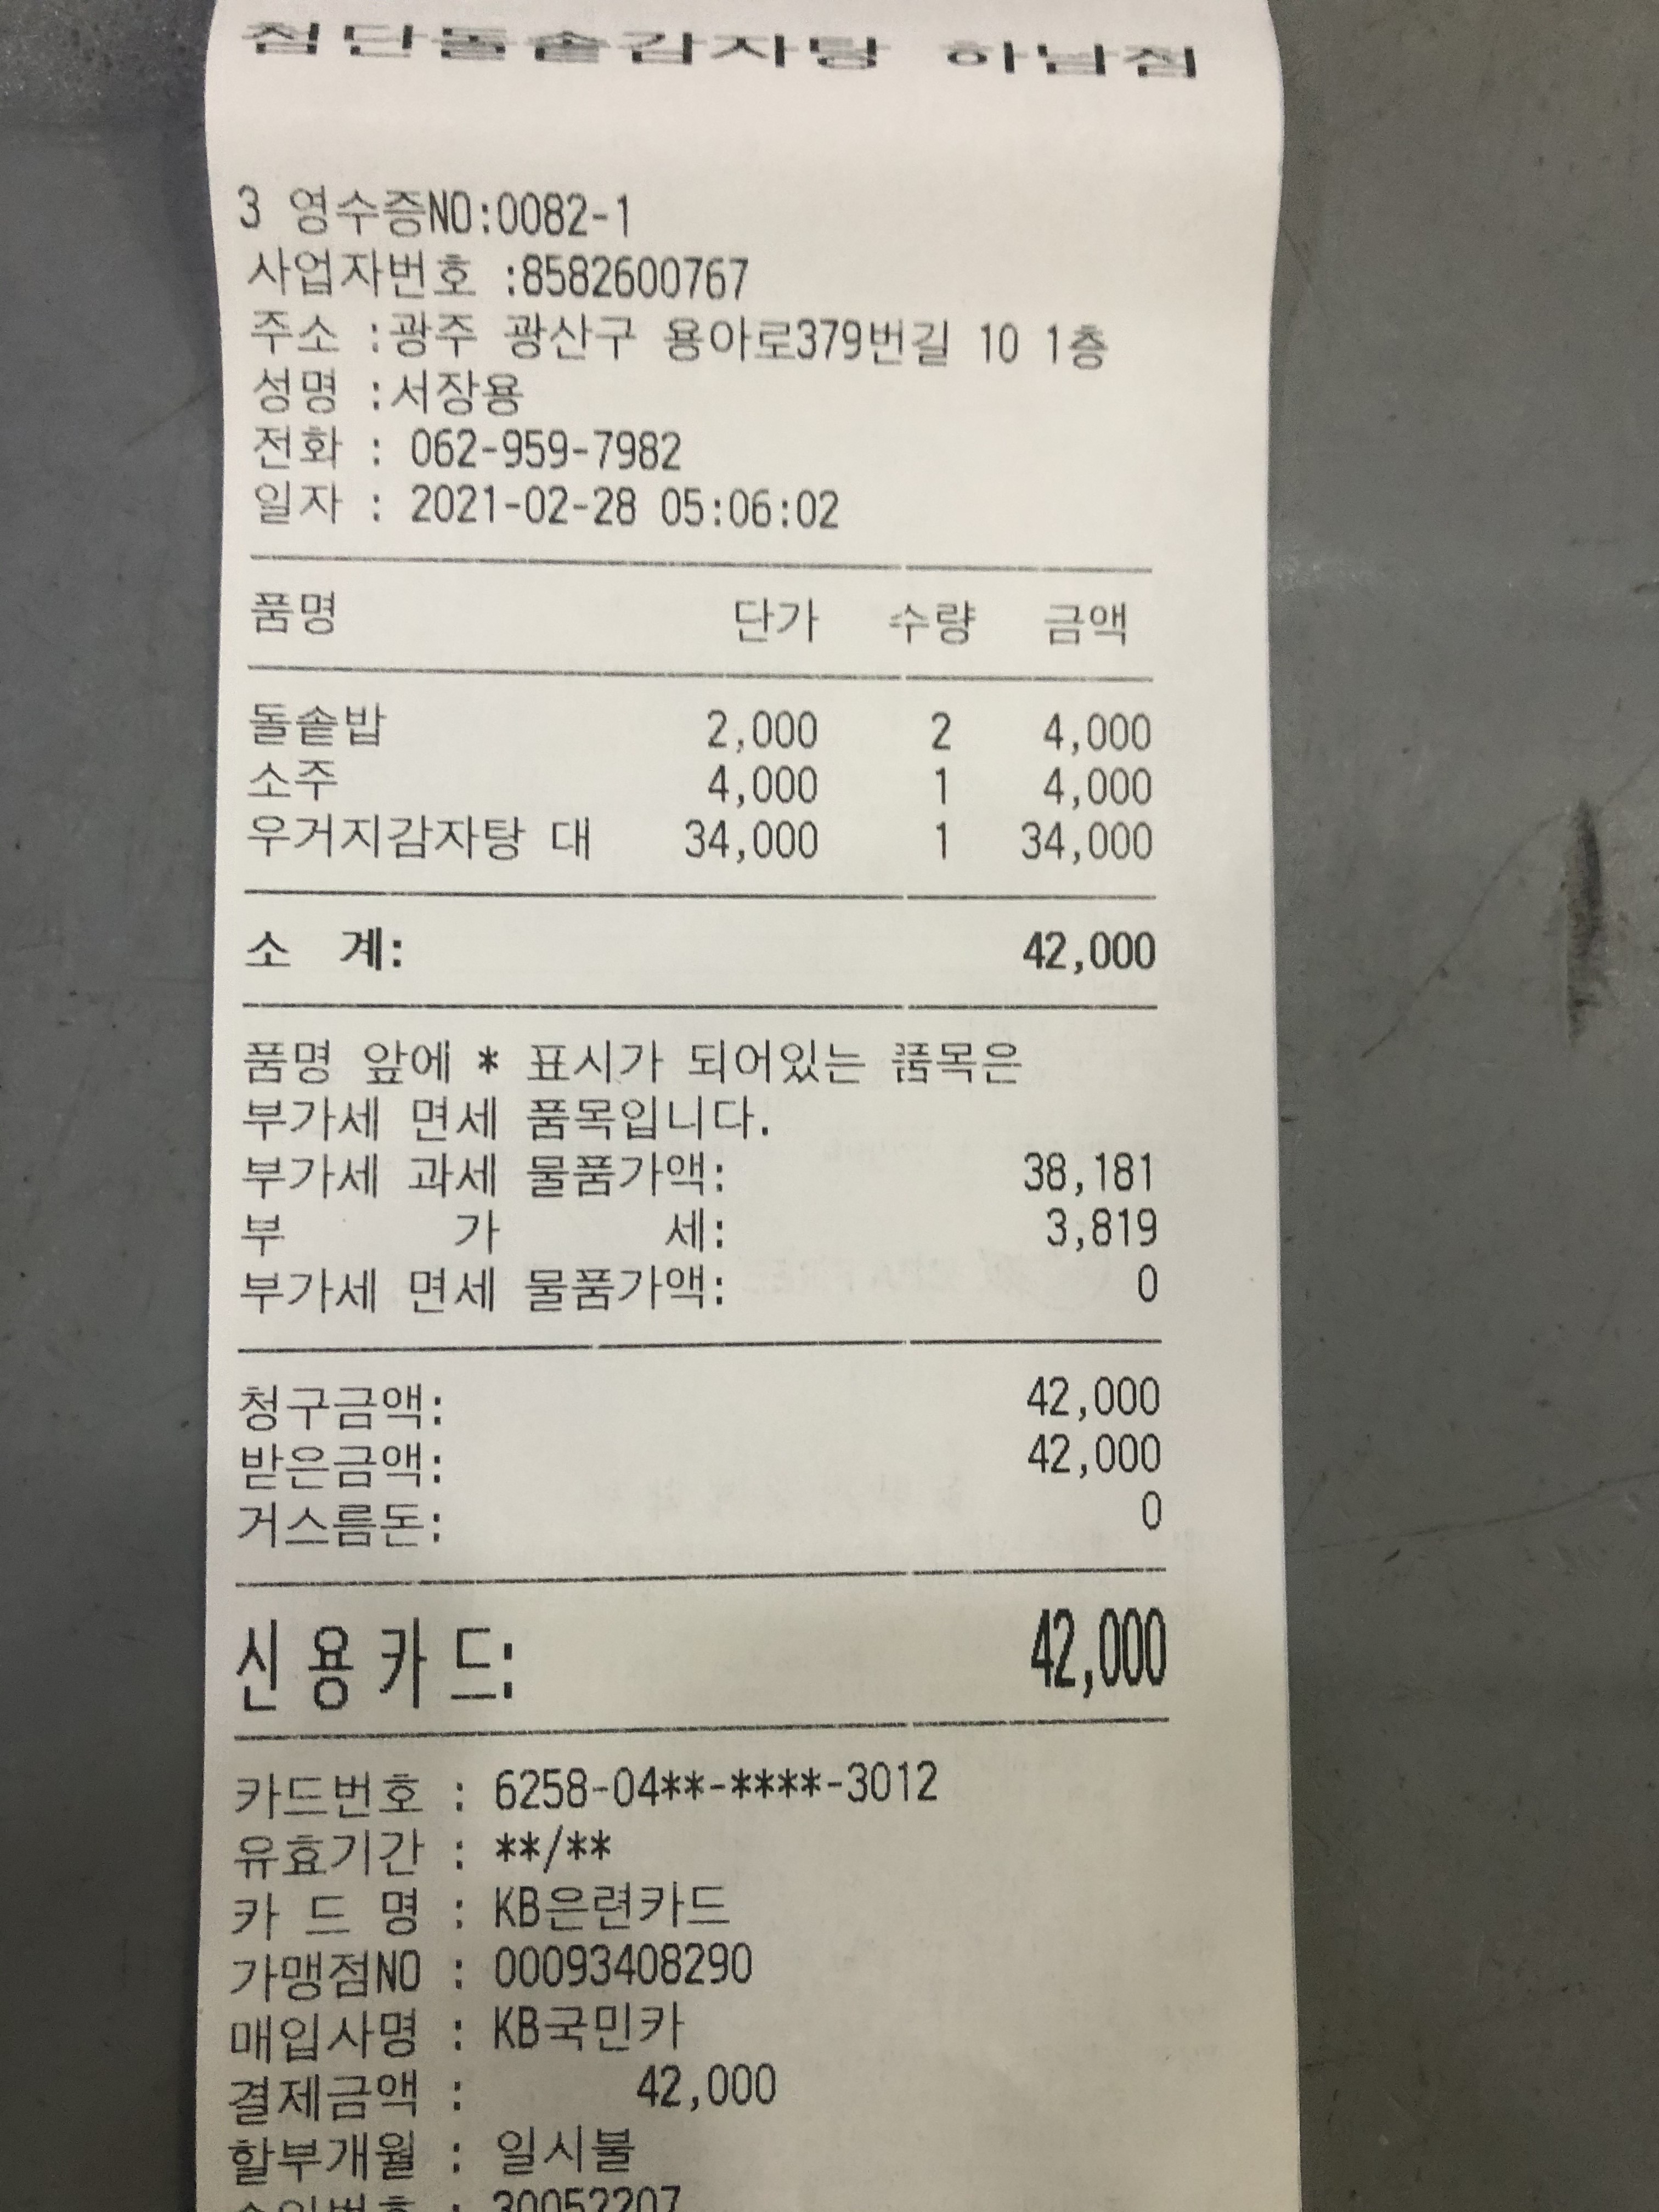 첨단돌솥감자탕 하남점
3 영수증NO:0082-1
사업자번호 :8582600767
주소 :광주 광산구 용아로379번길 10 1층
성명 :서장용
전화 : 062-959-7982
일자 : 2021-02-28 05:06:02
품명 단가 수량 금액
돌솥밥 2,000 2 4,000
소주 4,000 1 4,000
우거지감자탕 대 34,000 1 34,000
소 계: 42,000
품명 앞에 * 표시가 되어있는 품목은
부가세 면세 품목입니다.
부가세 과세 물품가액: 38,181
부 가 세: 3,819
부가세 면세 물품가액: 0
청구금액: 42,000
받은금액: 42,000
거스름돈: 0
신용카드: 42,000
카드번호 : 6258-04**-****-3012
유효기간 : **/**
카 드 명 : KB은련카드
가맹점NO : 00093408290
매입사명 : KB국민카
결제금액 : 42,000
할부개월 : 일시불
승인번호 : 30052207